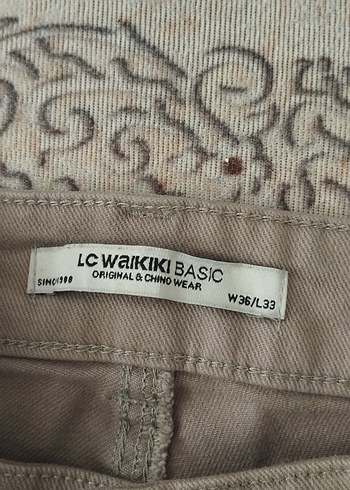 LC WAIKIKI BASIC
ORIGINAL & CHINO WEAR
SINCE 1988 W36/L33